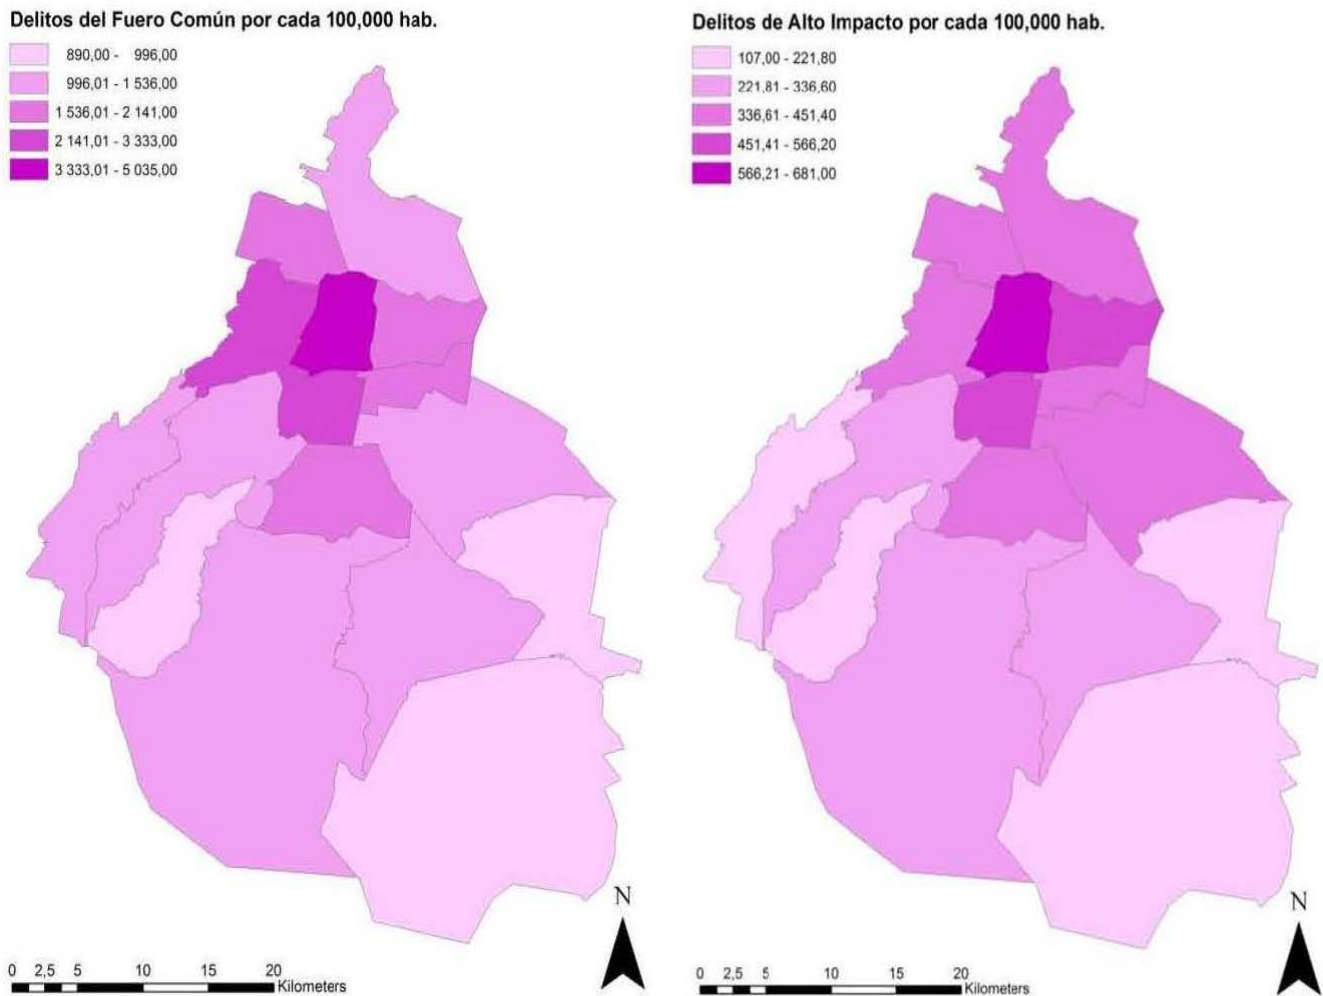 Delitos del Fuero Común por cada 100,000 hab.
890,00 - 996,00
996,01 - 1 536,00
1 536,01 - 2 141,00
2 141,01 - 3 333,00
3 333,01 - 5 035,00
N
0 2,5 5 10 15 20
Kilometers
Delitos de Alto Impacto por cada 100,000 hab.
107,00 - 221,80
221,81 - 336,60
336,61 - 451,40
451,41 - 566,20
566,21 - 681,00
N
0 2,5 5 10 15 20
Kilometers